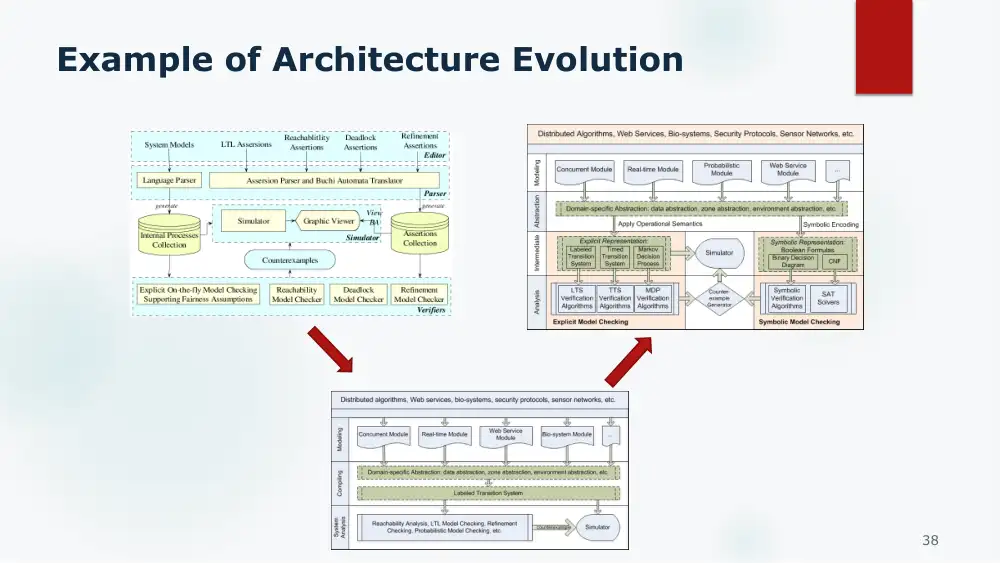 Example of Architecture Evolution
System Models
LTL Assersions
Reachablitlity
Assertions
Deadlock
Assertions
Refinement
Assertions
Editor
Language Parser
Assersion Parser and Buchi Automata Translator
Parser
generate
generate
Internal Processes
Collection
Simulator
Graphic Viewer
View
BA
Simulator
Assertions
Collection
Counterexamples
Explicit On-the-fly Model Checking
Supporting Fairness Assumptions
Reachability
Model Checker
Deadlock
Model Checker
Refinement
Model Checker
Verifiers
Distributed Algorithms, Web Services, Bio-systems, Security Protocols, Sensor Networks, etc.
Modeling
Concurrent Module
Real-time Module
Probabilistic
Module
Web Service
Module
...
Abstraction
Domain-specific Abstraction: data abstraction, zone abstraction, environment abstraction, etc
Apply Operational Semantics
Symbolic Encoding
Intermediate
Explicit Representation:
Labeled
Transition
System
Timed
Transition
System
Markov
Decision
Process
Simulator
Symbolic Representation:
Boolean Formulas
Binary Decision
Diagram
CNF
Analysis
LTS
Verification
Algorithms
TTS
Verification
Algorithms
MDP
Verification
Algorithms
Counter-
example
Generator
Symbolic
Verification
Algorithms
SAT
Solvers
Explicit Model Checking
Symbolic Model Checking
Distributed algorithms, Web services, bio-systems, security protocols, sensor networks, etc.
Modeling
Concurrent Module
Real-time Module
Web Service
Module
Bio-system Module
...
Compiling
Domain-specific Abstraction: data abstraction, zone abstraction, environment abstraction, etc.
Labeled Transition System
System
Analysis
Reachability Analysis, LTL Model Checking, Refinement
Checking, Probabilistic Model Checking, etc.
counterexample
Simulator
38